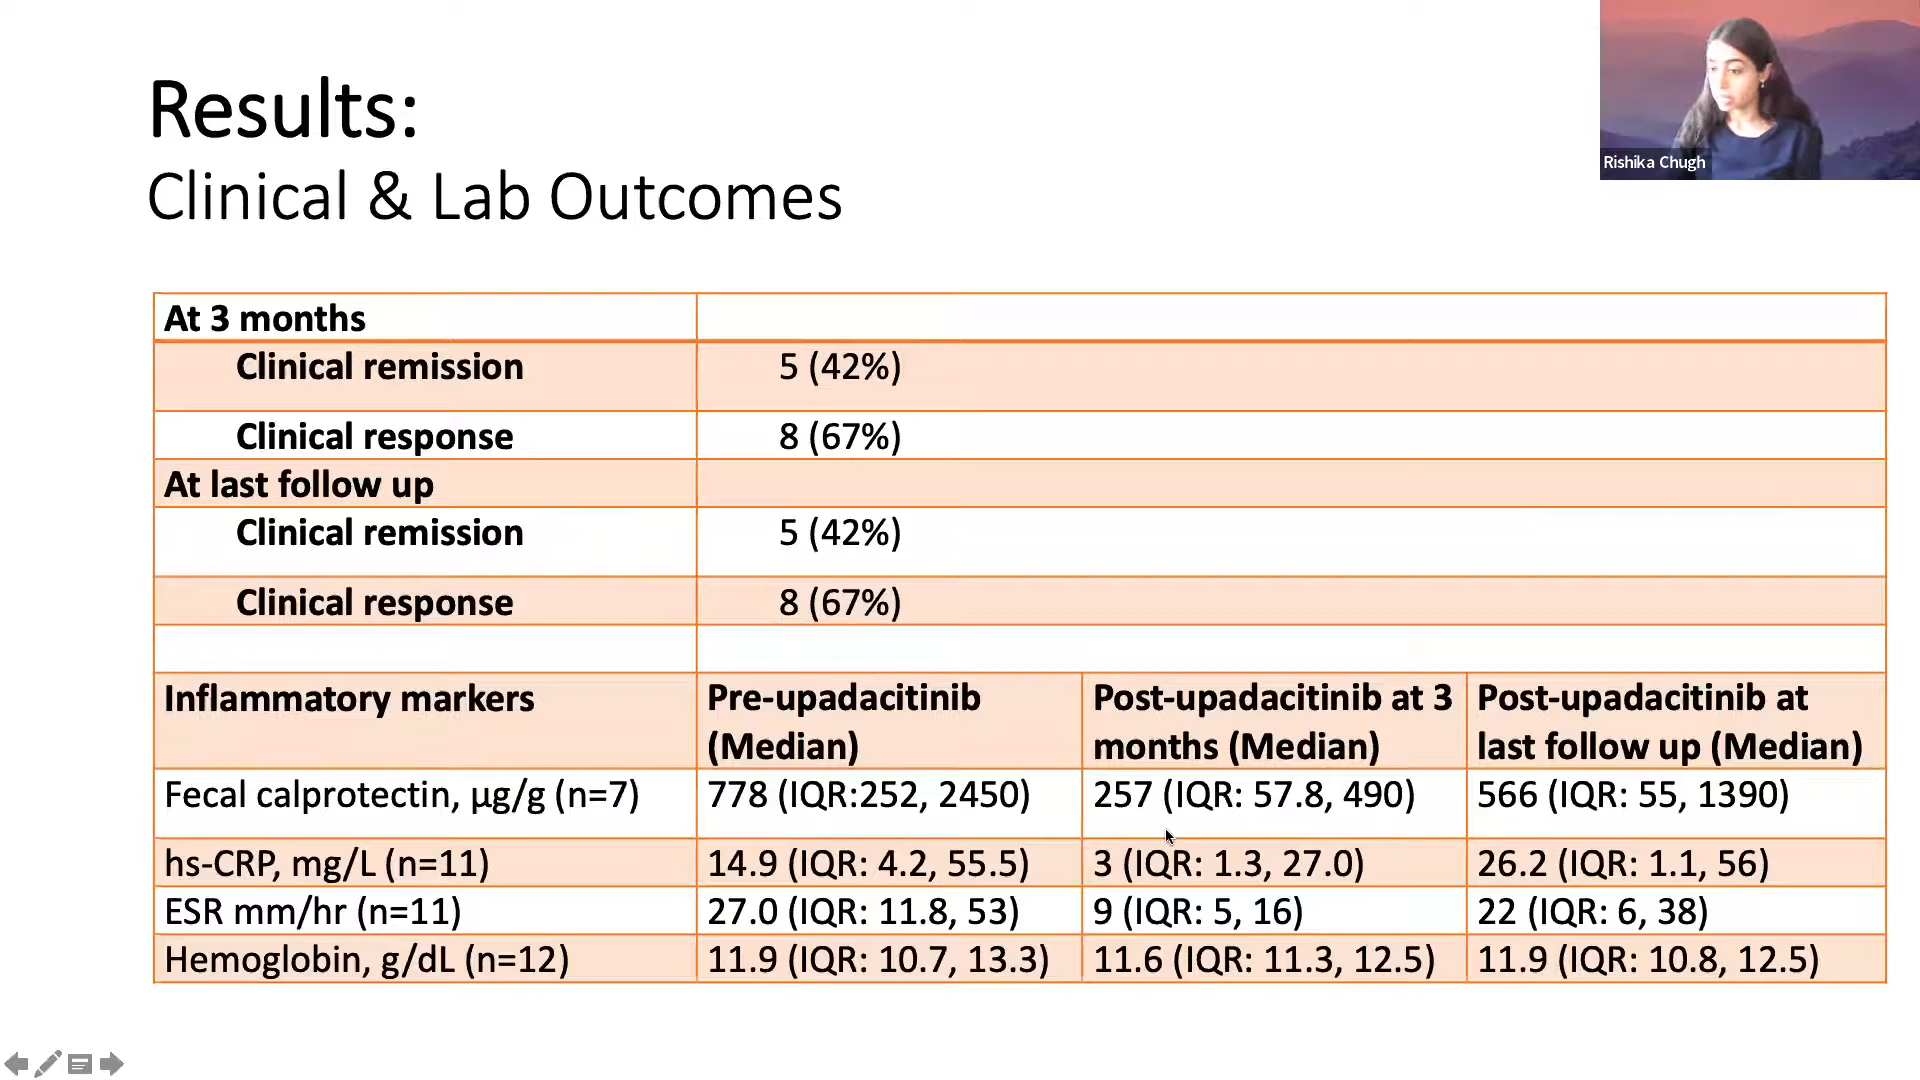 Results:
Clinical & Lab Outcomes
Rishika Chugh
At 3 months
Clinical remission 5 (42%)
Clinical response 8 (67%)
At last follow up
Clinical remission 5 (42%)
Clinical response 8 (67%)
Inflammatory markers
Pre-upadacitinib
(Median)
Post-upadacitinib at 3
months (Median)
Post-upadacitinib at
last follow up (Median)
Fecal calprotectin, µg/g (n=7) 778 (IQR:252, 2450) 257 (IQR: 57.8, 490) 566 (IQR: 55, 1390)
hs-CRP, mg/L (n=11) 14.9 (IQR: 4.2, 55.5) 3 (IQR: 1.3, 27.0) 26.2 (IQR: 1.1, 56)
ESR mm/hr (n=11) 27.0 (IQR: 11.8, 53) 9 (IQR: 5, 16) 22 (IQR: 6, 38)
Hemoglobin, g/dL (n=12) 11.9 (IQR: 10.7, 13.3) 11.6 (IQR: 11.3, 12.5) 11.9 (IQR: 10.8, 12.5)